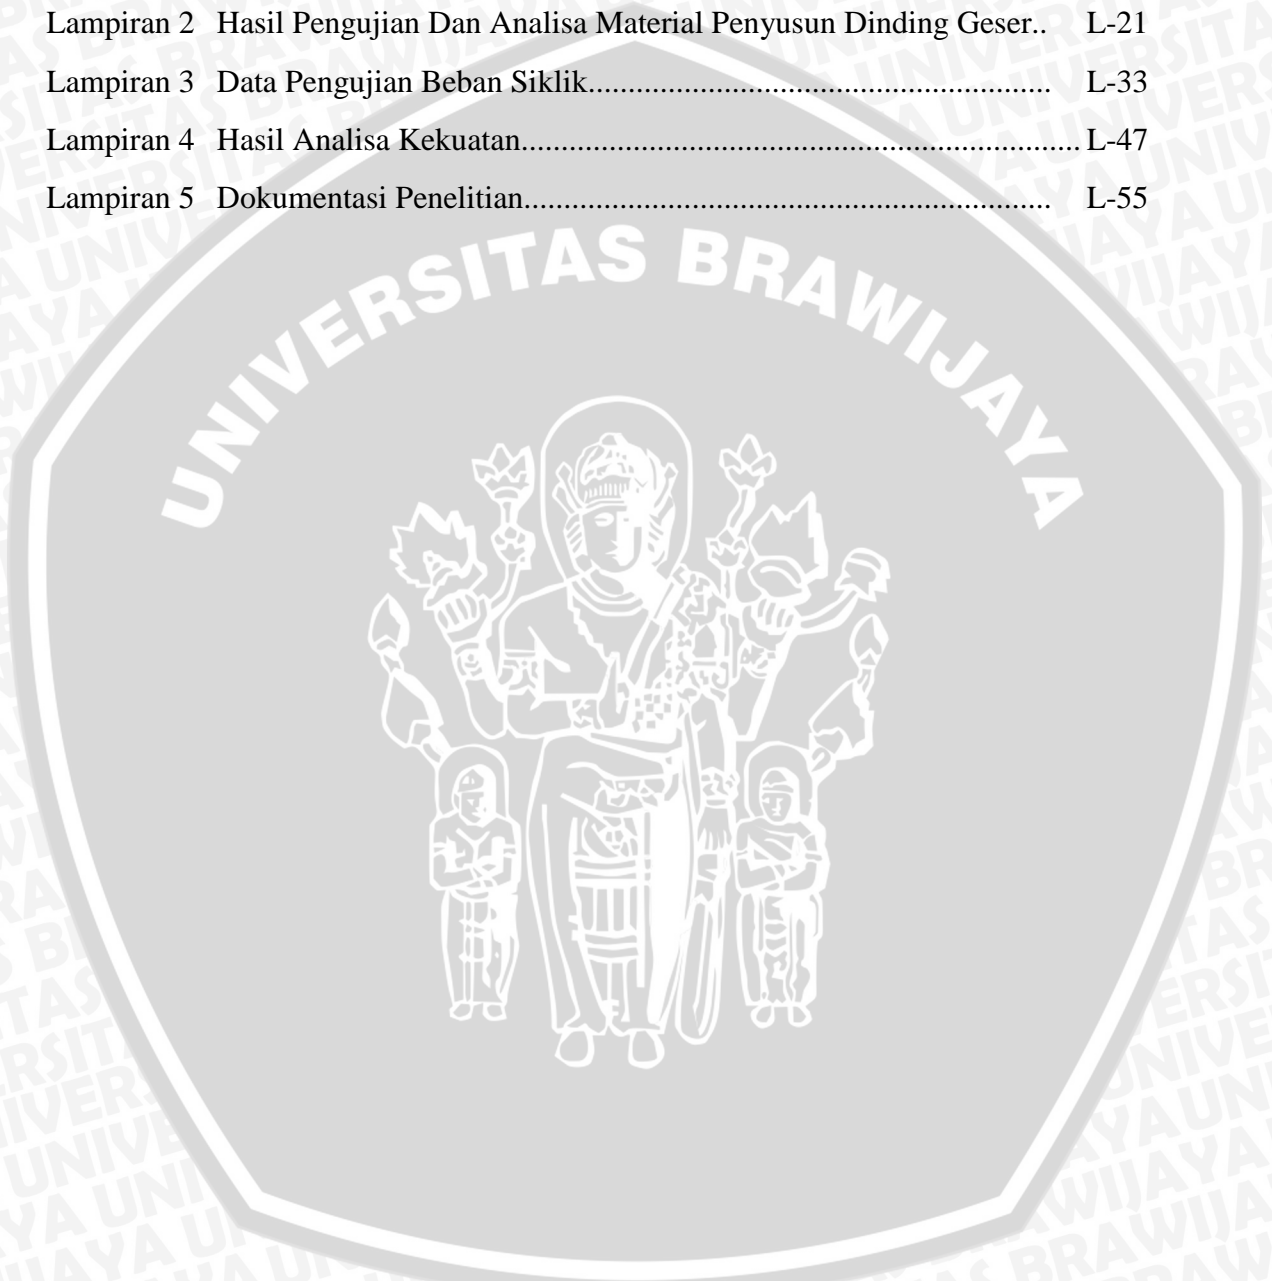 Lampiran 2 Hasil Pengujian Dan Analisa Material Penyusun Dinding Geser.. L-21
Lampiran 3 Data Pengujian Beban Siklik.......................................................... L-33
Lampiran 4 Hasil Analisa Kekuatan...................................................................... L-47
Lampiran 5 Dokumentasi Penelitian.................................................................. L-55
UNIVERSITAS BRAWIJAYA